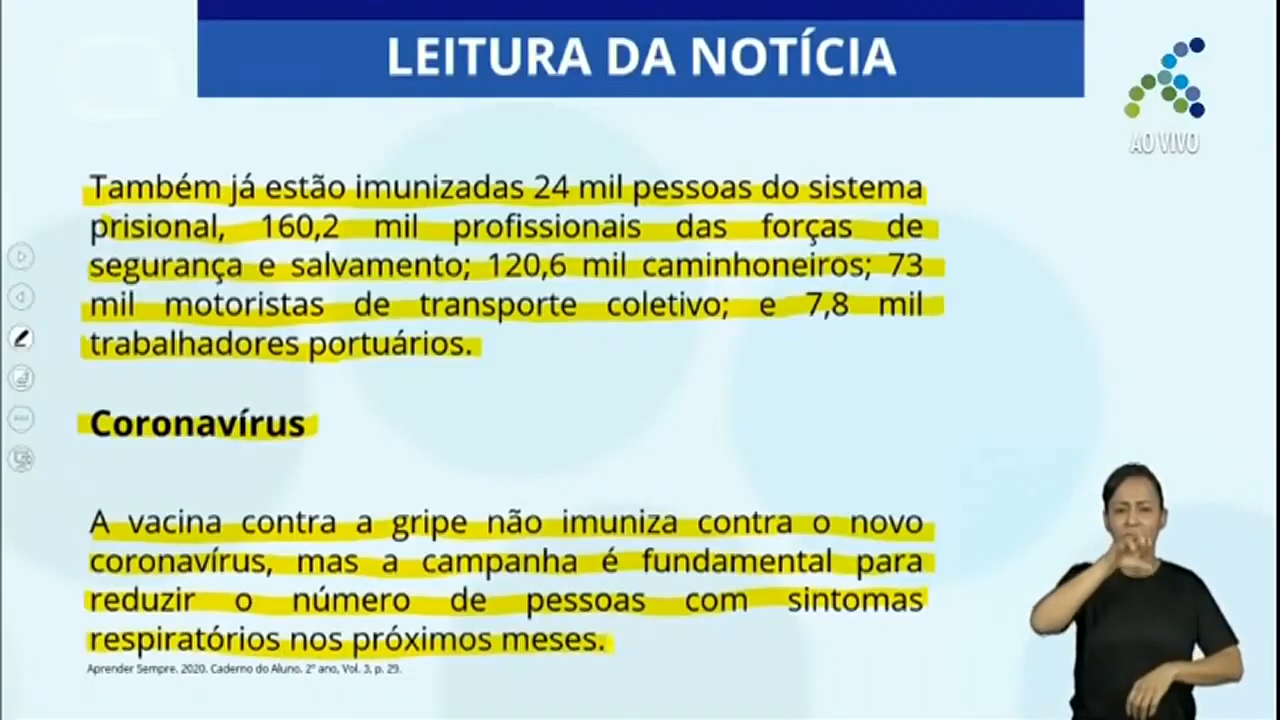 LEITURA DA NOTÍCIA
AO VIVO
Também já estão imunizadas 24 mil pessoas do sistema
prisional, 160,2 mil profissionais das forças de
segurança e salvamento; 120,6 mil caminhoneiros; 73
mil motoristas de transporte coletivo; e 7,8 mil
trabalhadores portuários.
Coronavírus
A vacina contra a gripe não imuniza contra o novo
coronavírus, mas a campanha é fundamental para
reduzir o número de pessoas com sintomas
respiratórios nos próximos meses.
Aprender Sempre. 2020. Caderno do Aluno. 2° ano, Vol. 3, p. 29.